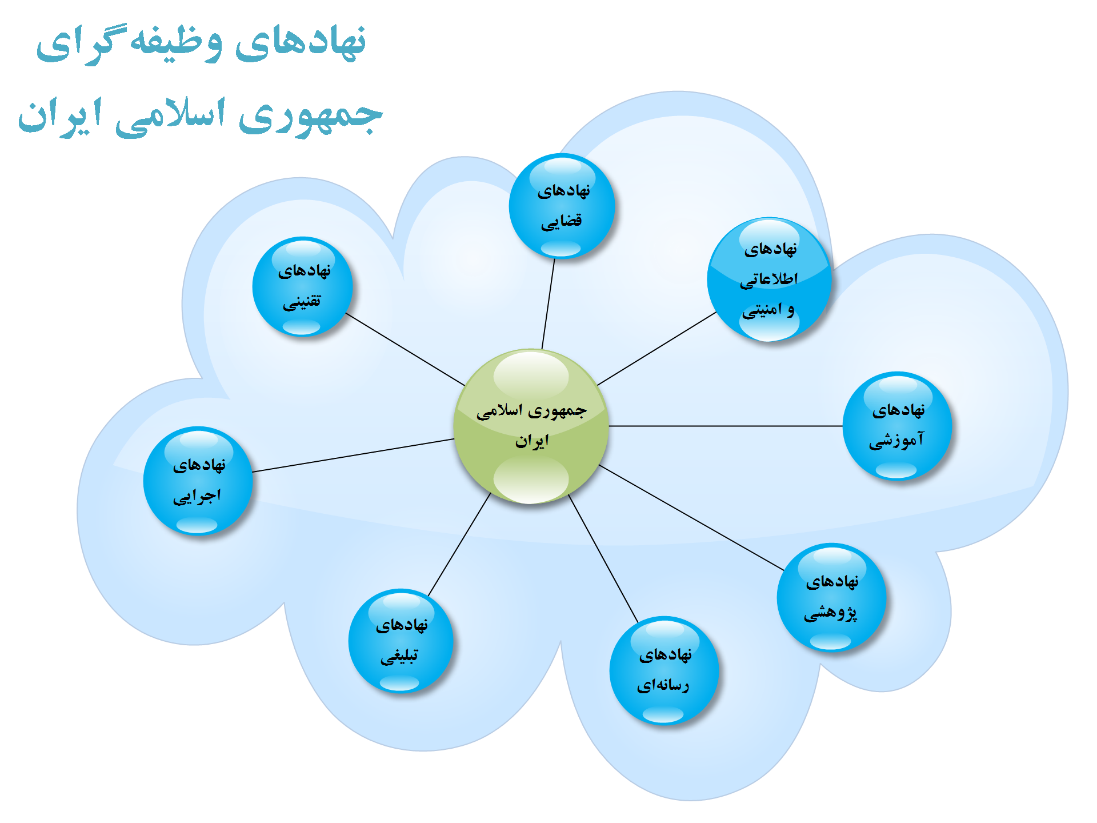 نهادهای وظیفه‌گرای
جمهوری اسلامی ایران
نهادهای
قضایی
نهادهای
اطلاعاتی
و امنیتی
نهادهای
تقنینی
جمهوری اسلامی
ایران
نهادهای
آموزشی
نهادهای
اجرایی
نهادهای
پژوهشی
نهادهای
تبلیغی
نهادهای
رسانه‌ای